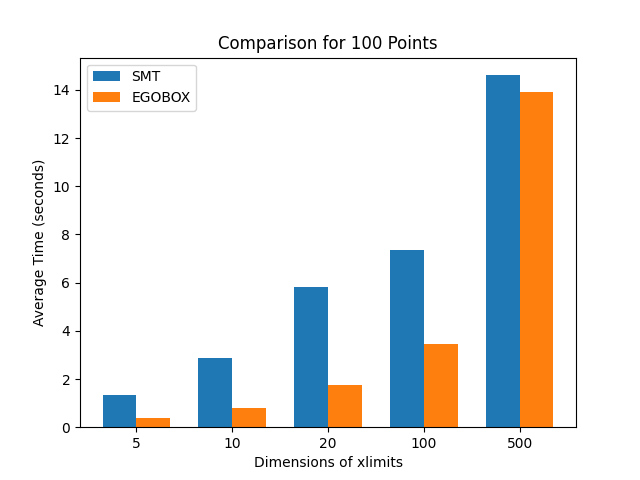 Comparison for 100 Points
SMT
EGOBOX
Average Time (seconds)
14
12
10
8
6
4
2
0
5 10 20 100 500
Dimensions of xlimits